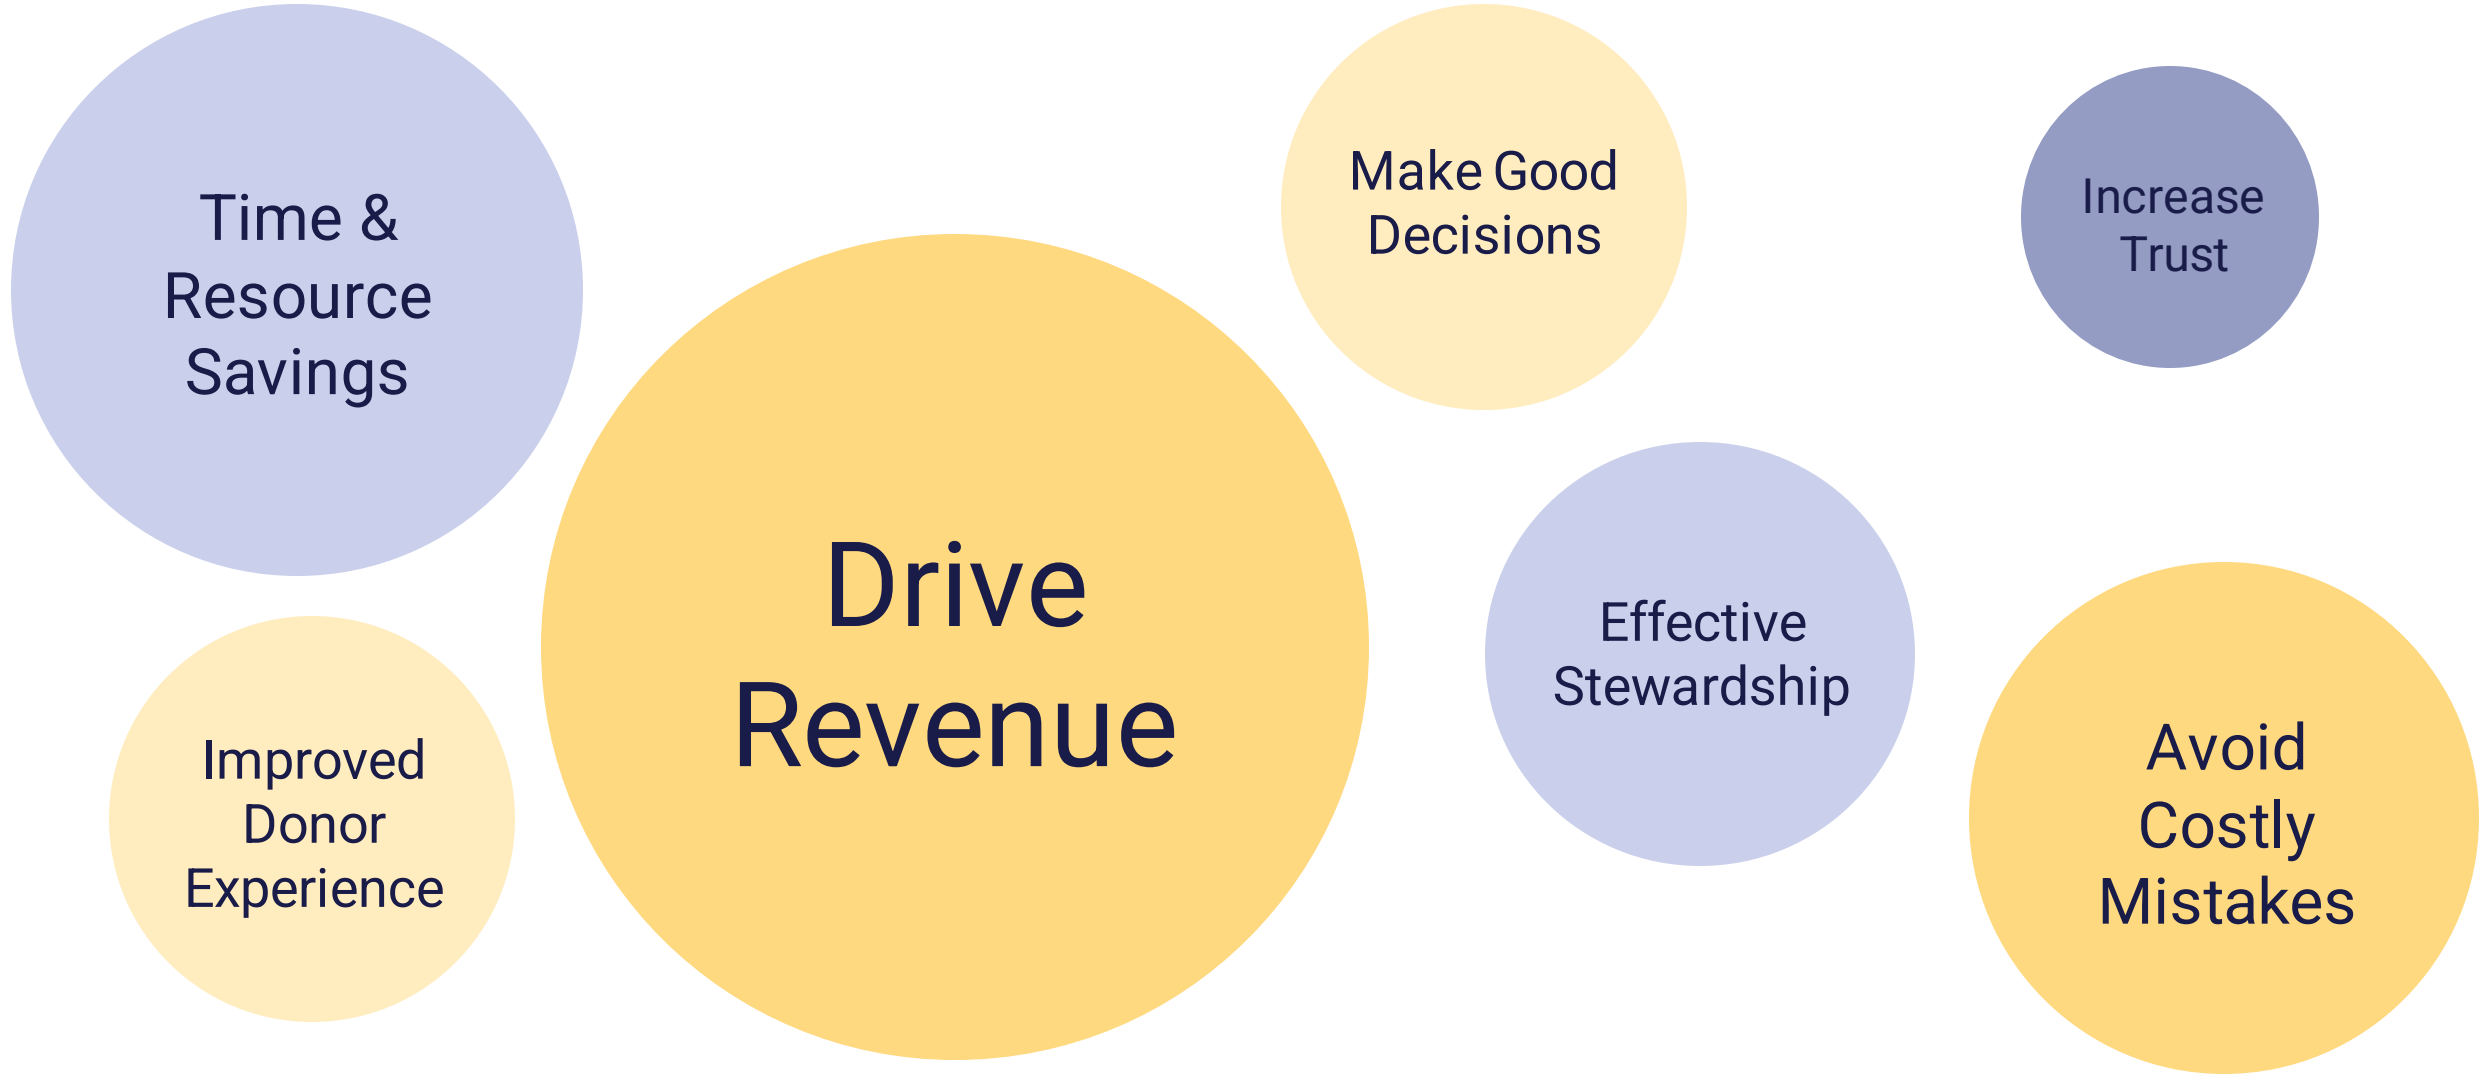 Time &
Resource
Savings
Improved
Donor
Experience
Drive
Revenue
Make Good
Decisions
Effective
Stewardship
Increase
Trust
Avoid
Costly
Mistakes